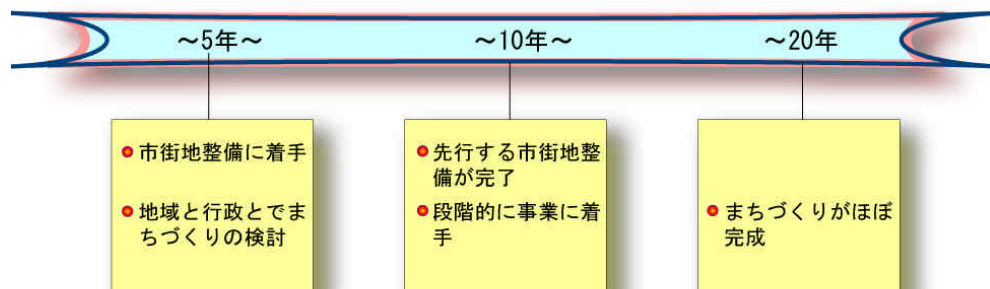 ～5年～
～10年～
～20年
市街地整備に着手
地域と行政とでま
ちづくりの検討
先行する市街地整
備が完了
段階的に事業に着
手
まちづくりがほぼ
完成